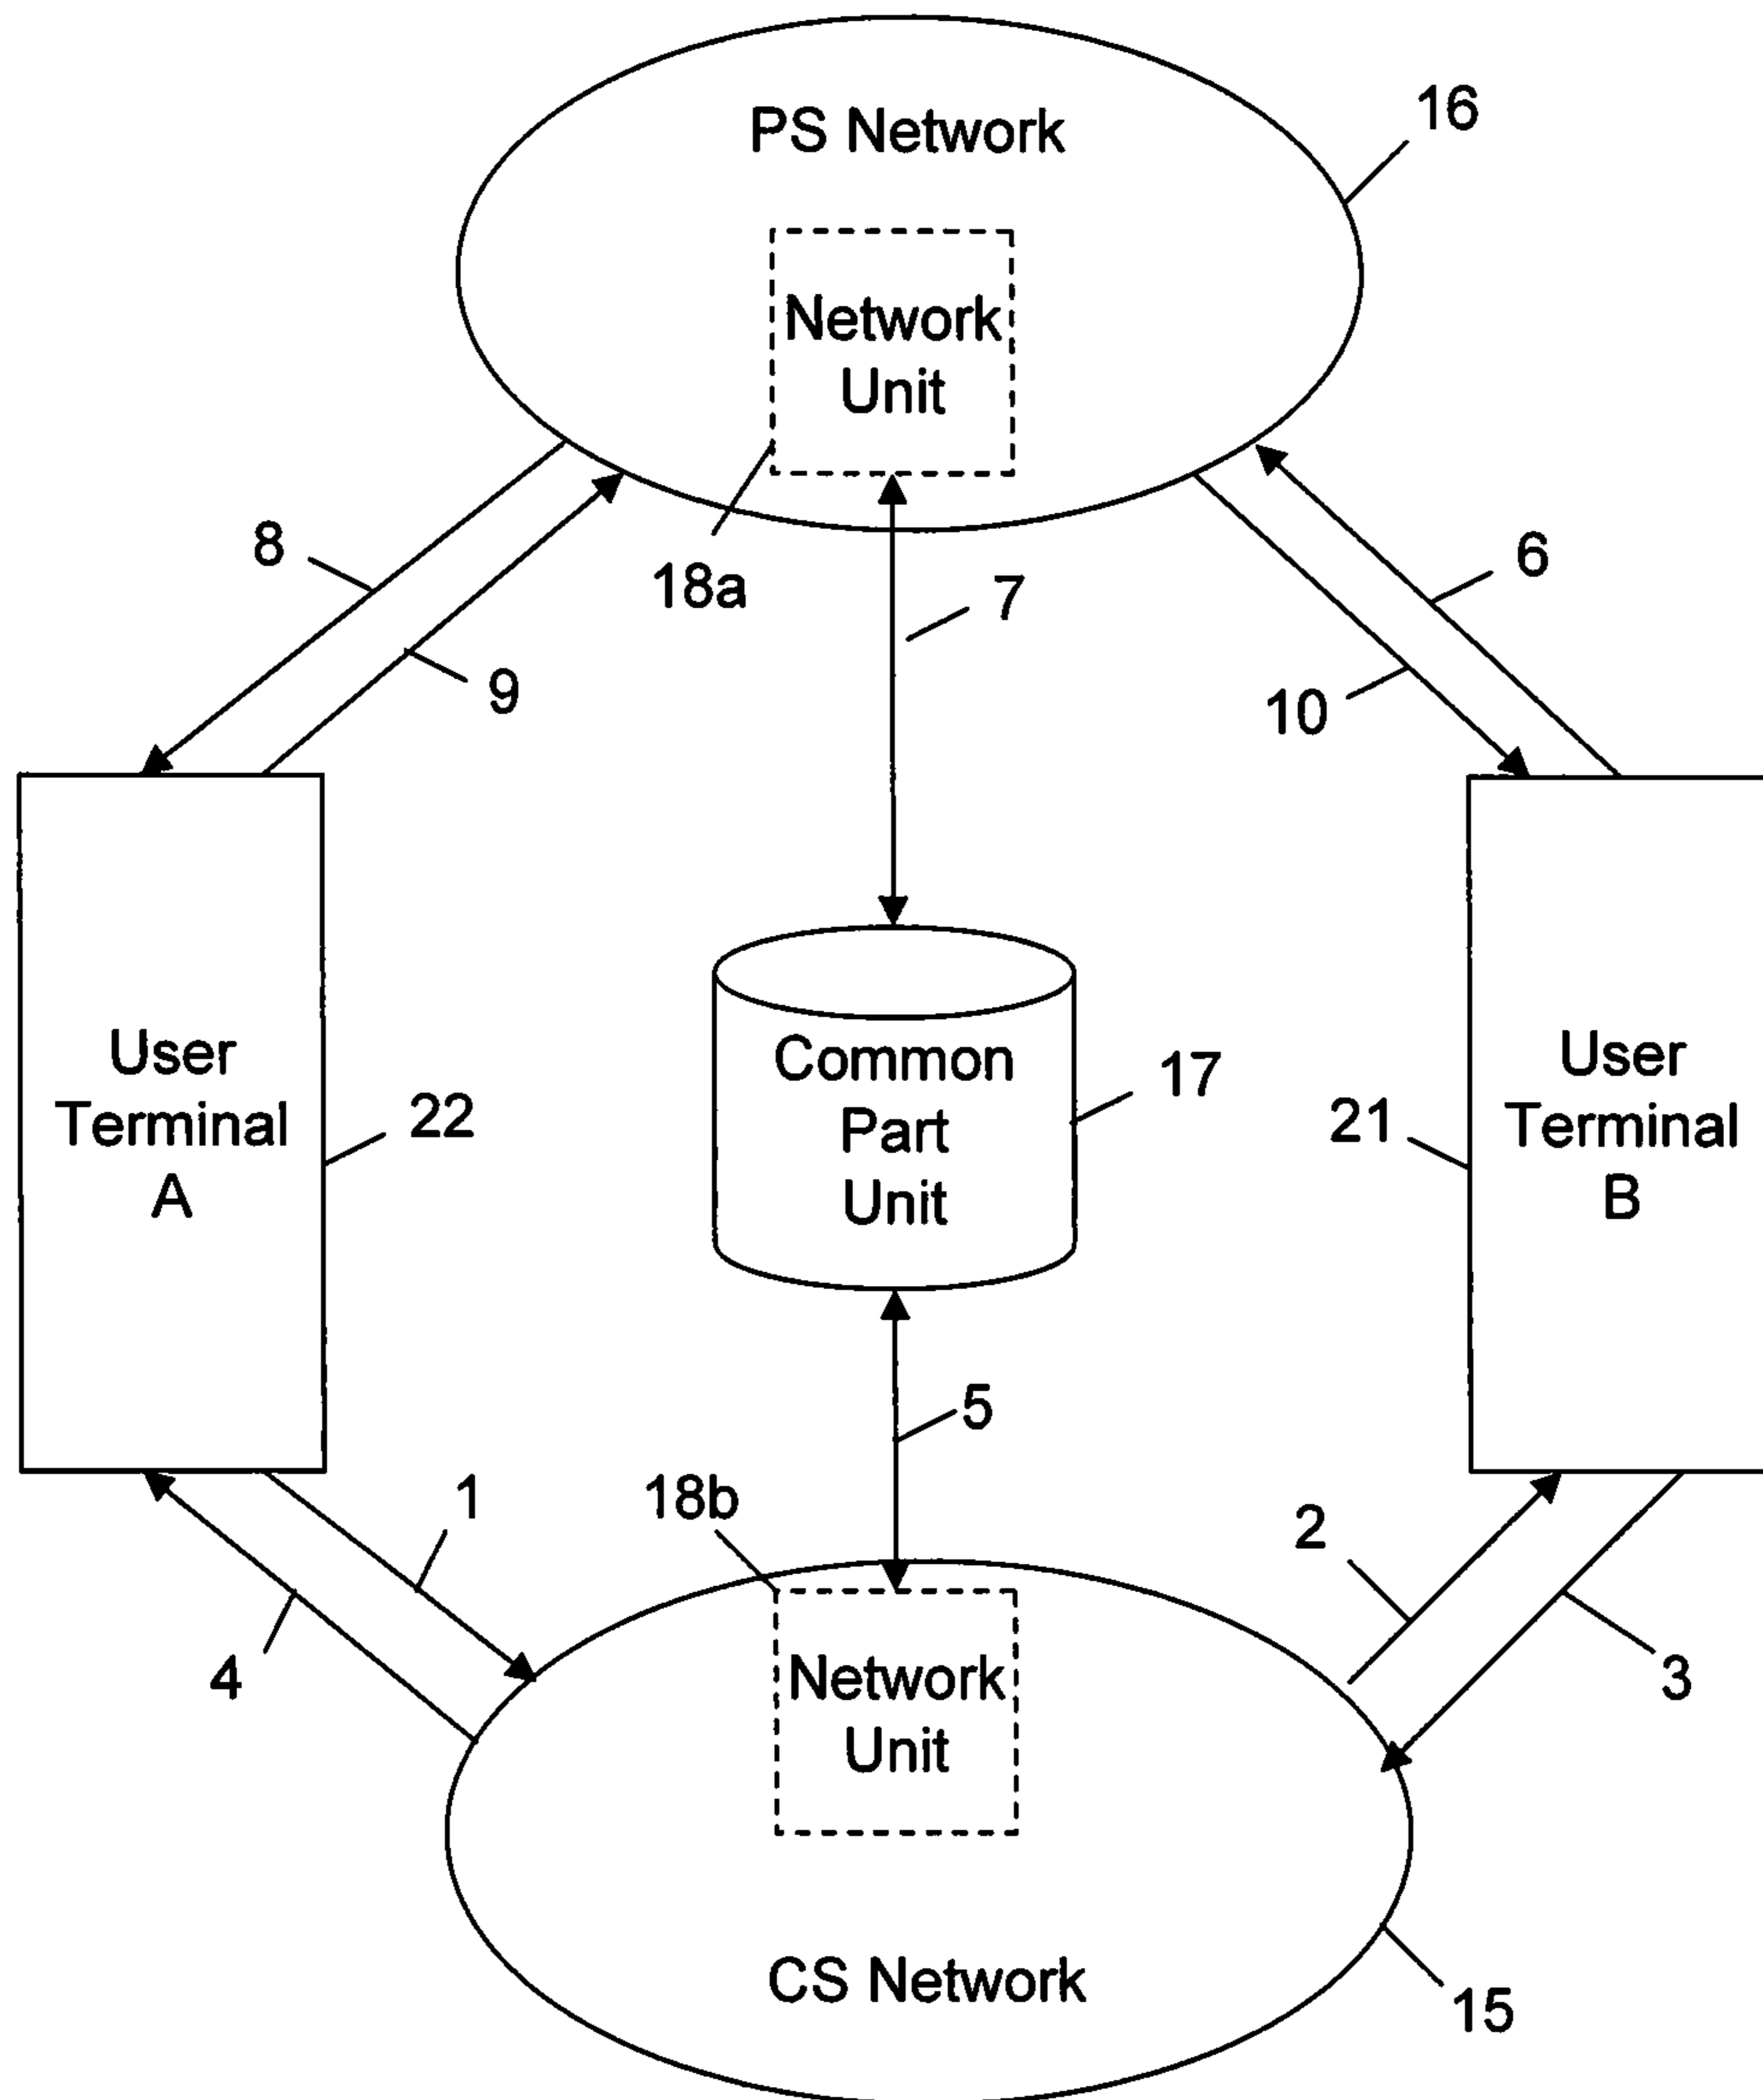 PS Network
16
Network
Unit
8
18a
7
6
9
10
User
Terminal
A
22
Common
Part
Unit
17
21
User
Terminal
B
5
1
18b
2
4
Network
Unit
3
CS Network
15